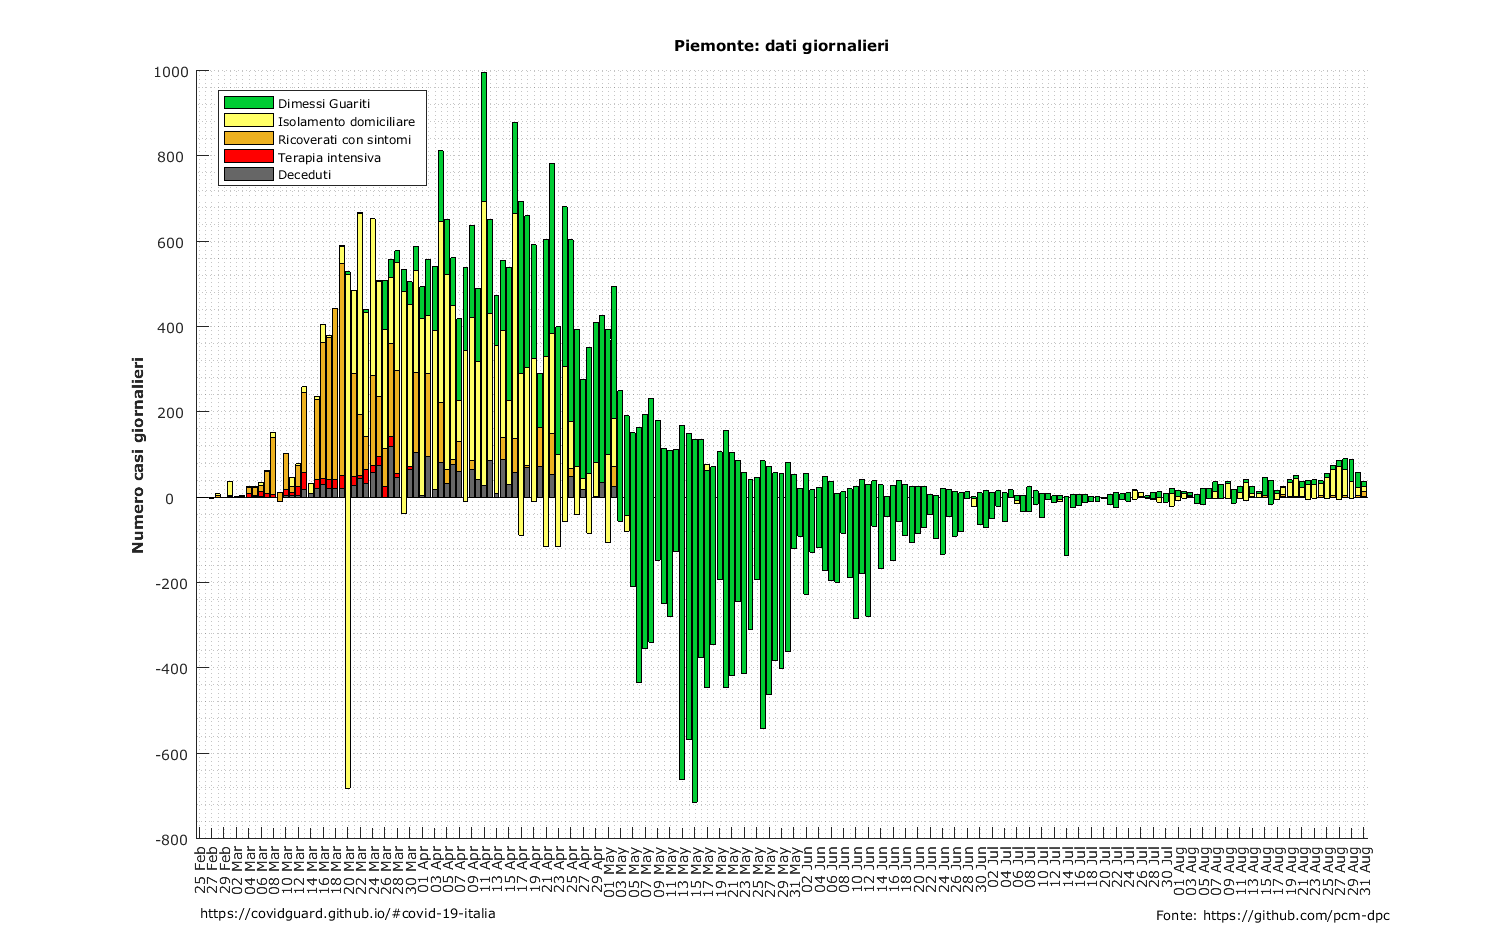 Piemonte: dati giornalieri
Dimessi Guariti
Isolamento domiciliare
Ricoverati con sintomi
Terapia intensiva
Deceduti
Numero casi giornalieri
1000
800
600
400
200
0
-200
-400
-600
-800
25 Feb
27 Feb
29 Feb
02 Mar
04 Mar
06 Mar
08 Mar
10 Mar
12 Mar
14 Mar
16 Mar
18 Mar
20 Mar
22 Mar
24 Mar
26 Mar
28 Mar
30 Mar
01 Apr
03 Apr
05 Apr
07 Apr
09 Apr
11 Apr
13 Apr
15 Apr
17 Apr
19 Apr
21 Apr
23 Apr
25 Apr
27 Apr
29 Apr
01 May
03 May
05 May
07 May
09 May
11 May
13 May
15 May
17 May
19 May
21 May
23 May
25 May
27 May
29 May
31 May
02 Jun
04 Jun
06 Jun
08 Jun
10 Jun
12 Jun
14 Jun
16 Jun
18 Jun
20 Jun
22 Jun
24 Jun
26 Jun
28 Jun
30 Jun
02 Jul
04 Jul
06 Jul
08 Jul
10 Jul
12 Jul
14 Jul
16 Jul
18 Jul
20 Jul
22 Jul
24 Jul
26 Jul
28 Jul
30 Jul
01 Aug
03 Aug
05 Aug
07 Aug
09 Aug
11 Aug
13 Aug
15 Aug
17 Aug
19 Aug
21 Aug
23 Aug
25 Aug
27 Aug
29 Aug
31 Aug
https://covidguard.github.io/#covid-19-italia
Fonte: https://github.com/pcm-dpc